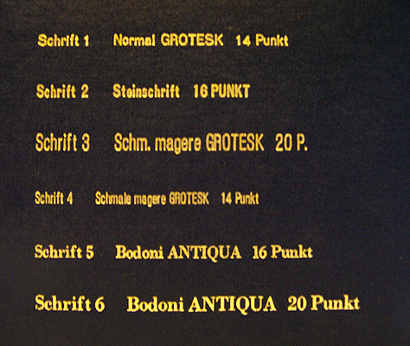 Schrift 1 Normal GROTESK 14 Punkt
Schrift 2 Steinschrift 16 PUNKT
Schrift 3 Schm. magere GROTESK 20 P.
Schrift 4 Schmale magere GROTESK 14 Punkt
Schrift 5 Bodoni ANTIQUA 16 Punkt
Schrift 6 Bodoni ANTIQUA 20 Punkt